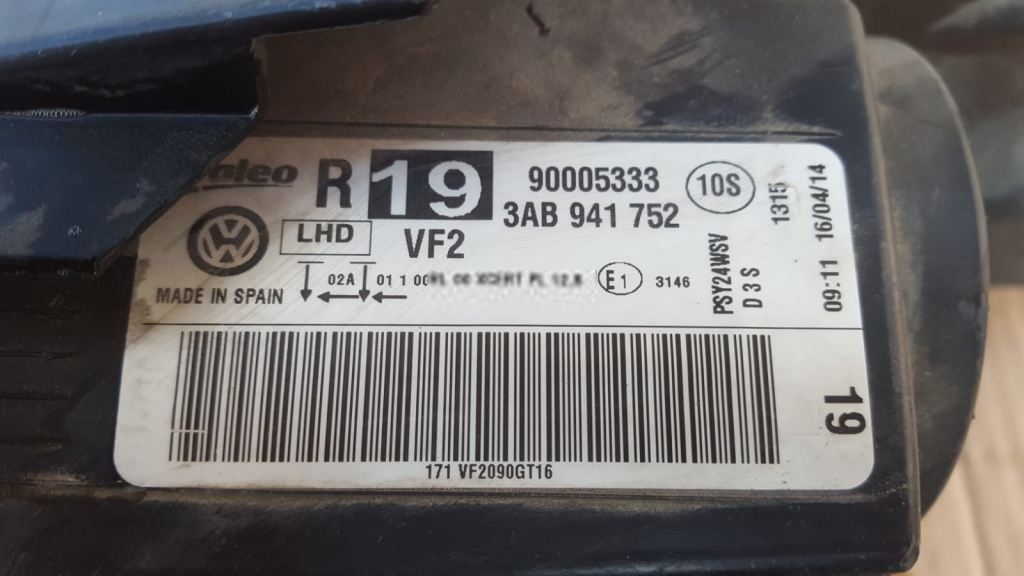 Valeo R 19 90005333 10S
LHD VF2 3AB 941 752
02A 01 1 00 E1 3146
MADE IN SPAIN
PSY24WSV
D3S
1315
09:11 16/04/14
19
171 VF2090GT16